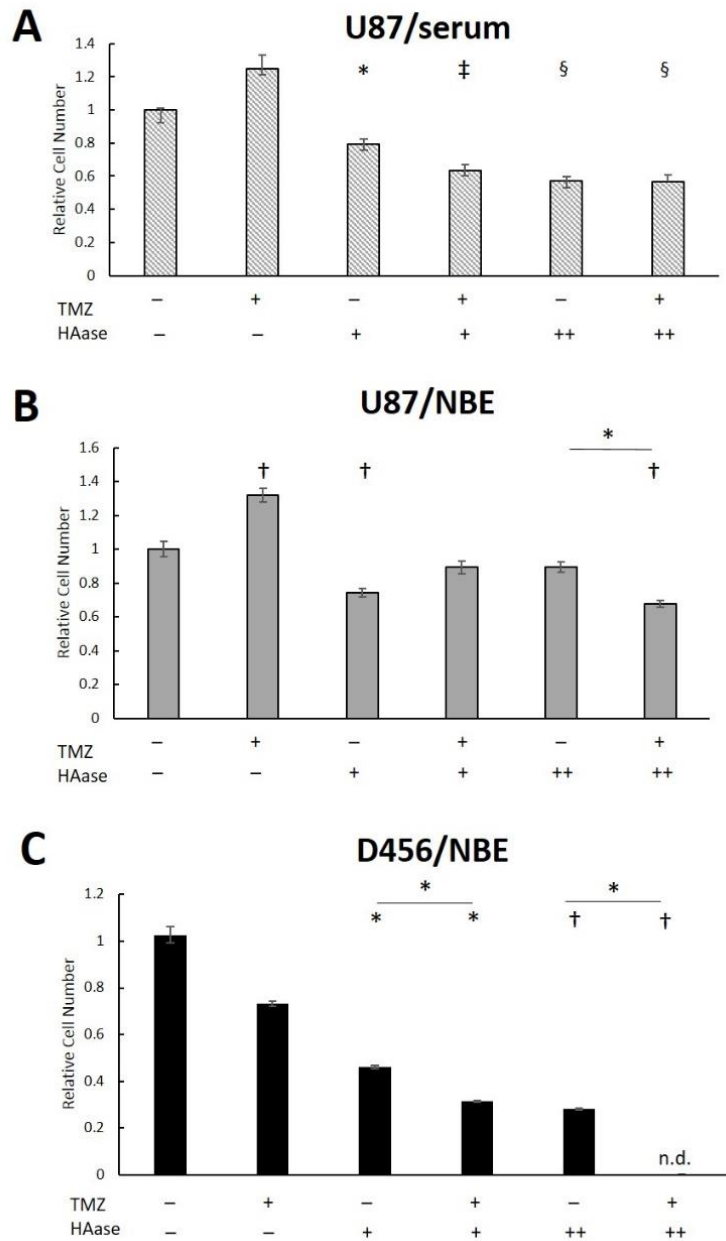 A
U87/serum
Relative Cell Number
1.4
1.2
1
0.8
0.6
0.4
0.2
0
* ‡ § §
TMZ – + – + – +
HAase – – + + ++ ++
B
U87/NBE
Relative Cell Number
1.6
1.4
1.2
1
0.8
0.6
0.4
0.2
0
*
† † †
TMZ – + – + – +
HAase – – + + ++ ++
C
D456/NBE
Relative Cell Number
1.2
1
0.8
0.6
0.4
0.2
0
* *
* * † †
n.d.
TMZ – + – + – +
HAase – – + + ++ ++